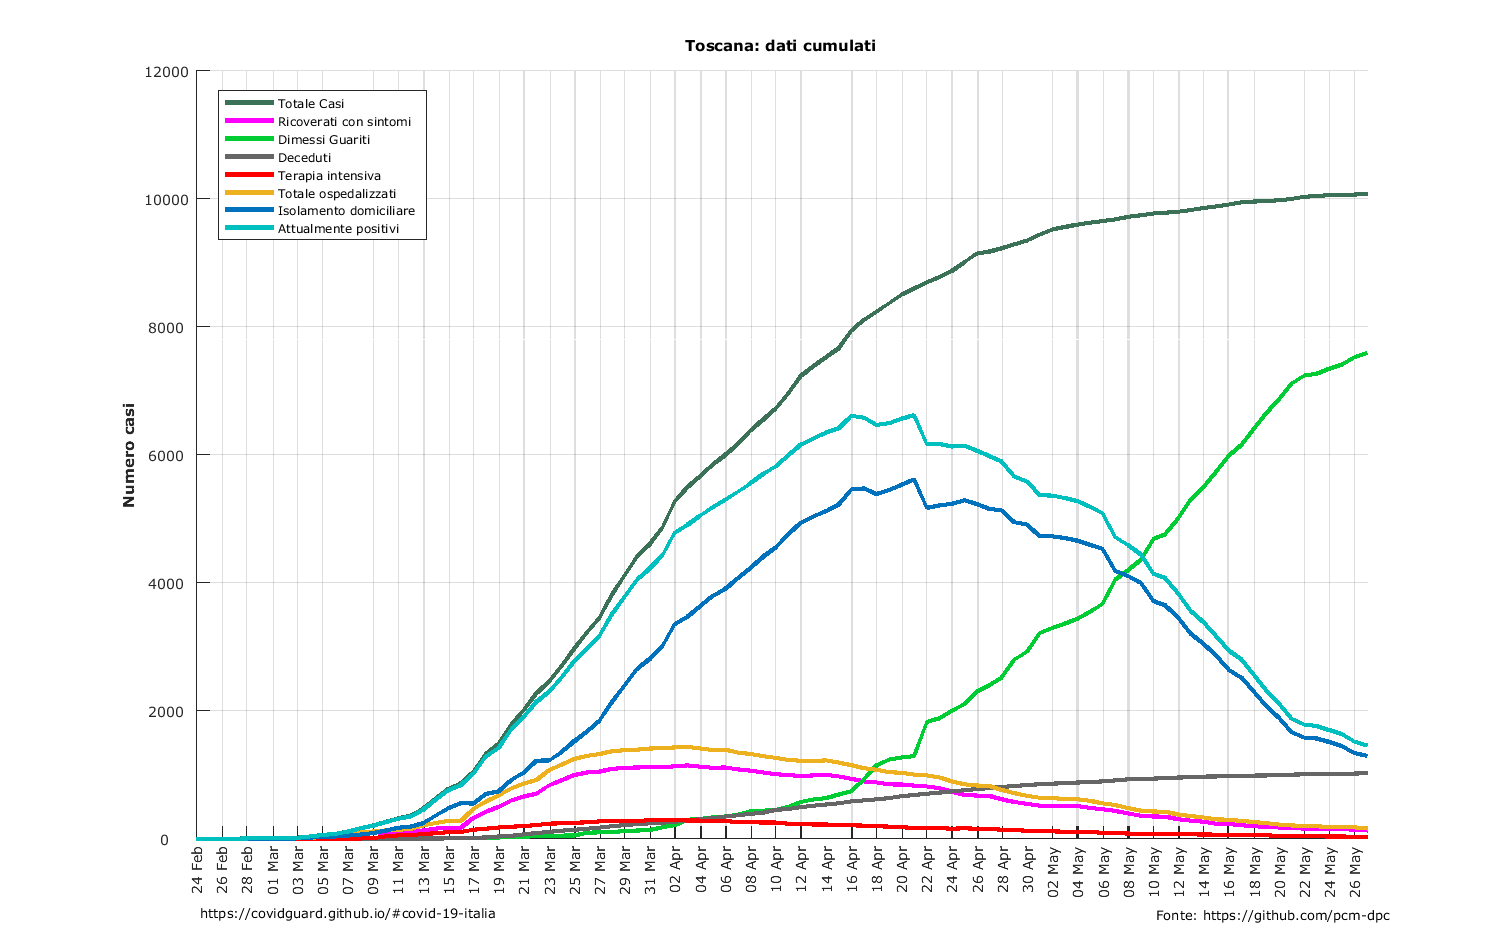 Toscana: dati cumulati
12000
10000
8000
6000
4000
2000
0
Numero casi
Totale Casi
Ricoverati con sintomi
Dimessi Guariti
Deceduti
Terapia intensiva
Totale ospedalizzati
Isolamento domiciliare
Attualmente positivi
24 Feb
26 Feb
28 Feb
01 Mar
03 Mar
05 Mar
07 Mar
09 Mar
11 Mar
13 Mar
15 Mar
17 Mar
19 Mar
21 Mar
23 Mar
25 Mar
27 Mar
29 Mar
31 Mar
02 Apr
04 Apr
06 Apr
08 Apr
10 Apr
12 Apr
14 Apr
16 Apr
18 Apr
20 Apr
22 Apr
24 Apr
26 Apr
28 Apr
30 Apr
02 May
04 May
06 May
08 May
10 May
12 May
14 May
16 May
18 May
20 May
22 May
24 May
26 May
https://covidguard.github.io/#covid-19-italia
Fonte: https://github.com/pcm-dpc